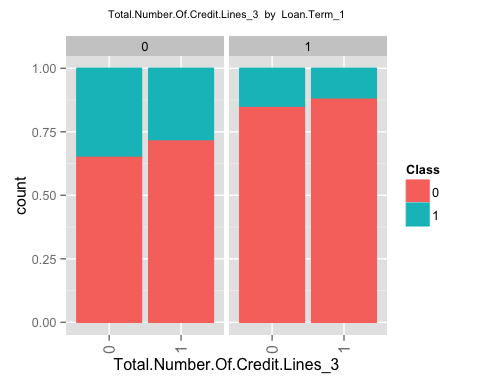 Total.Number.Of.Credit.Lines_3 by Loan.Term_1
0 1
1.00
0.75
0.50
0.25
0.00
count
0 1 0 1
Total.Number.Of.Credit.Lines_3
Class
0
1